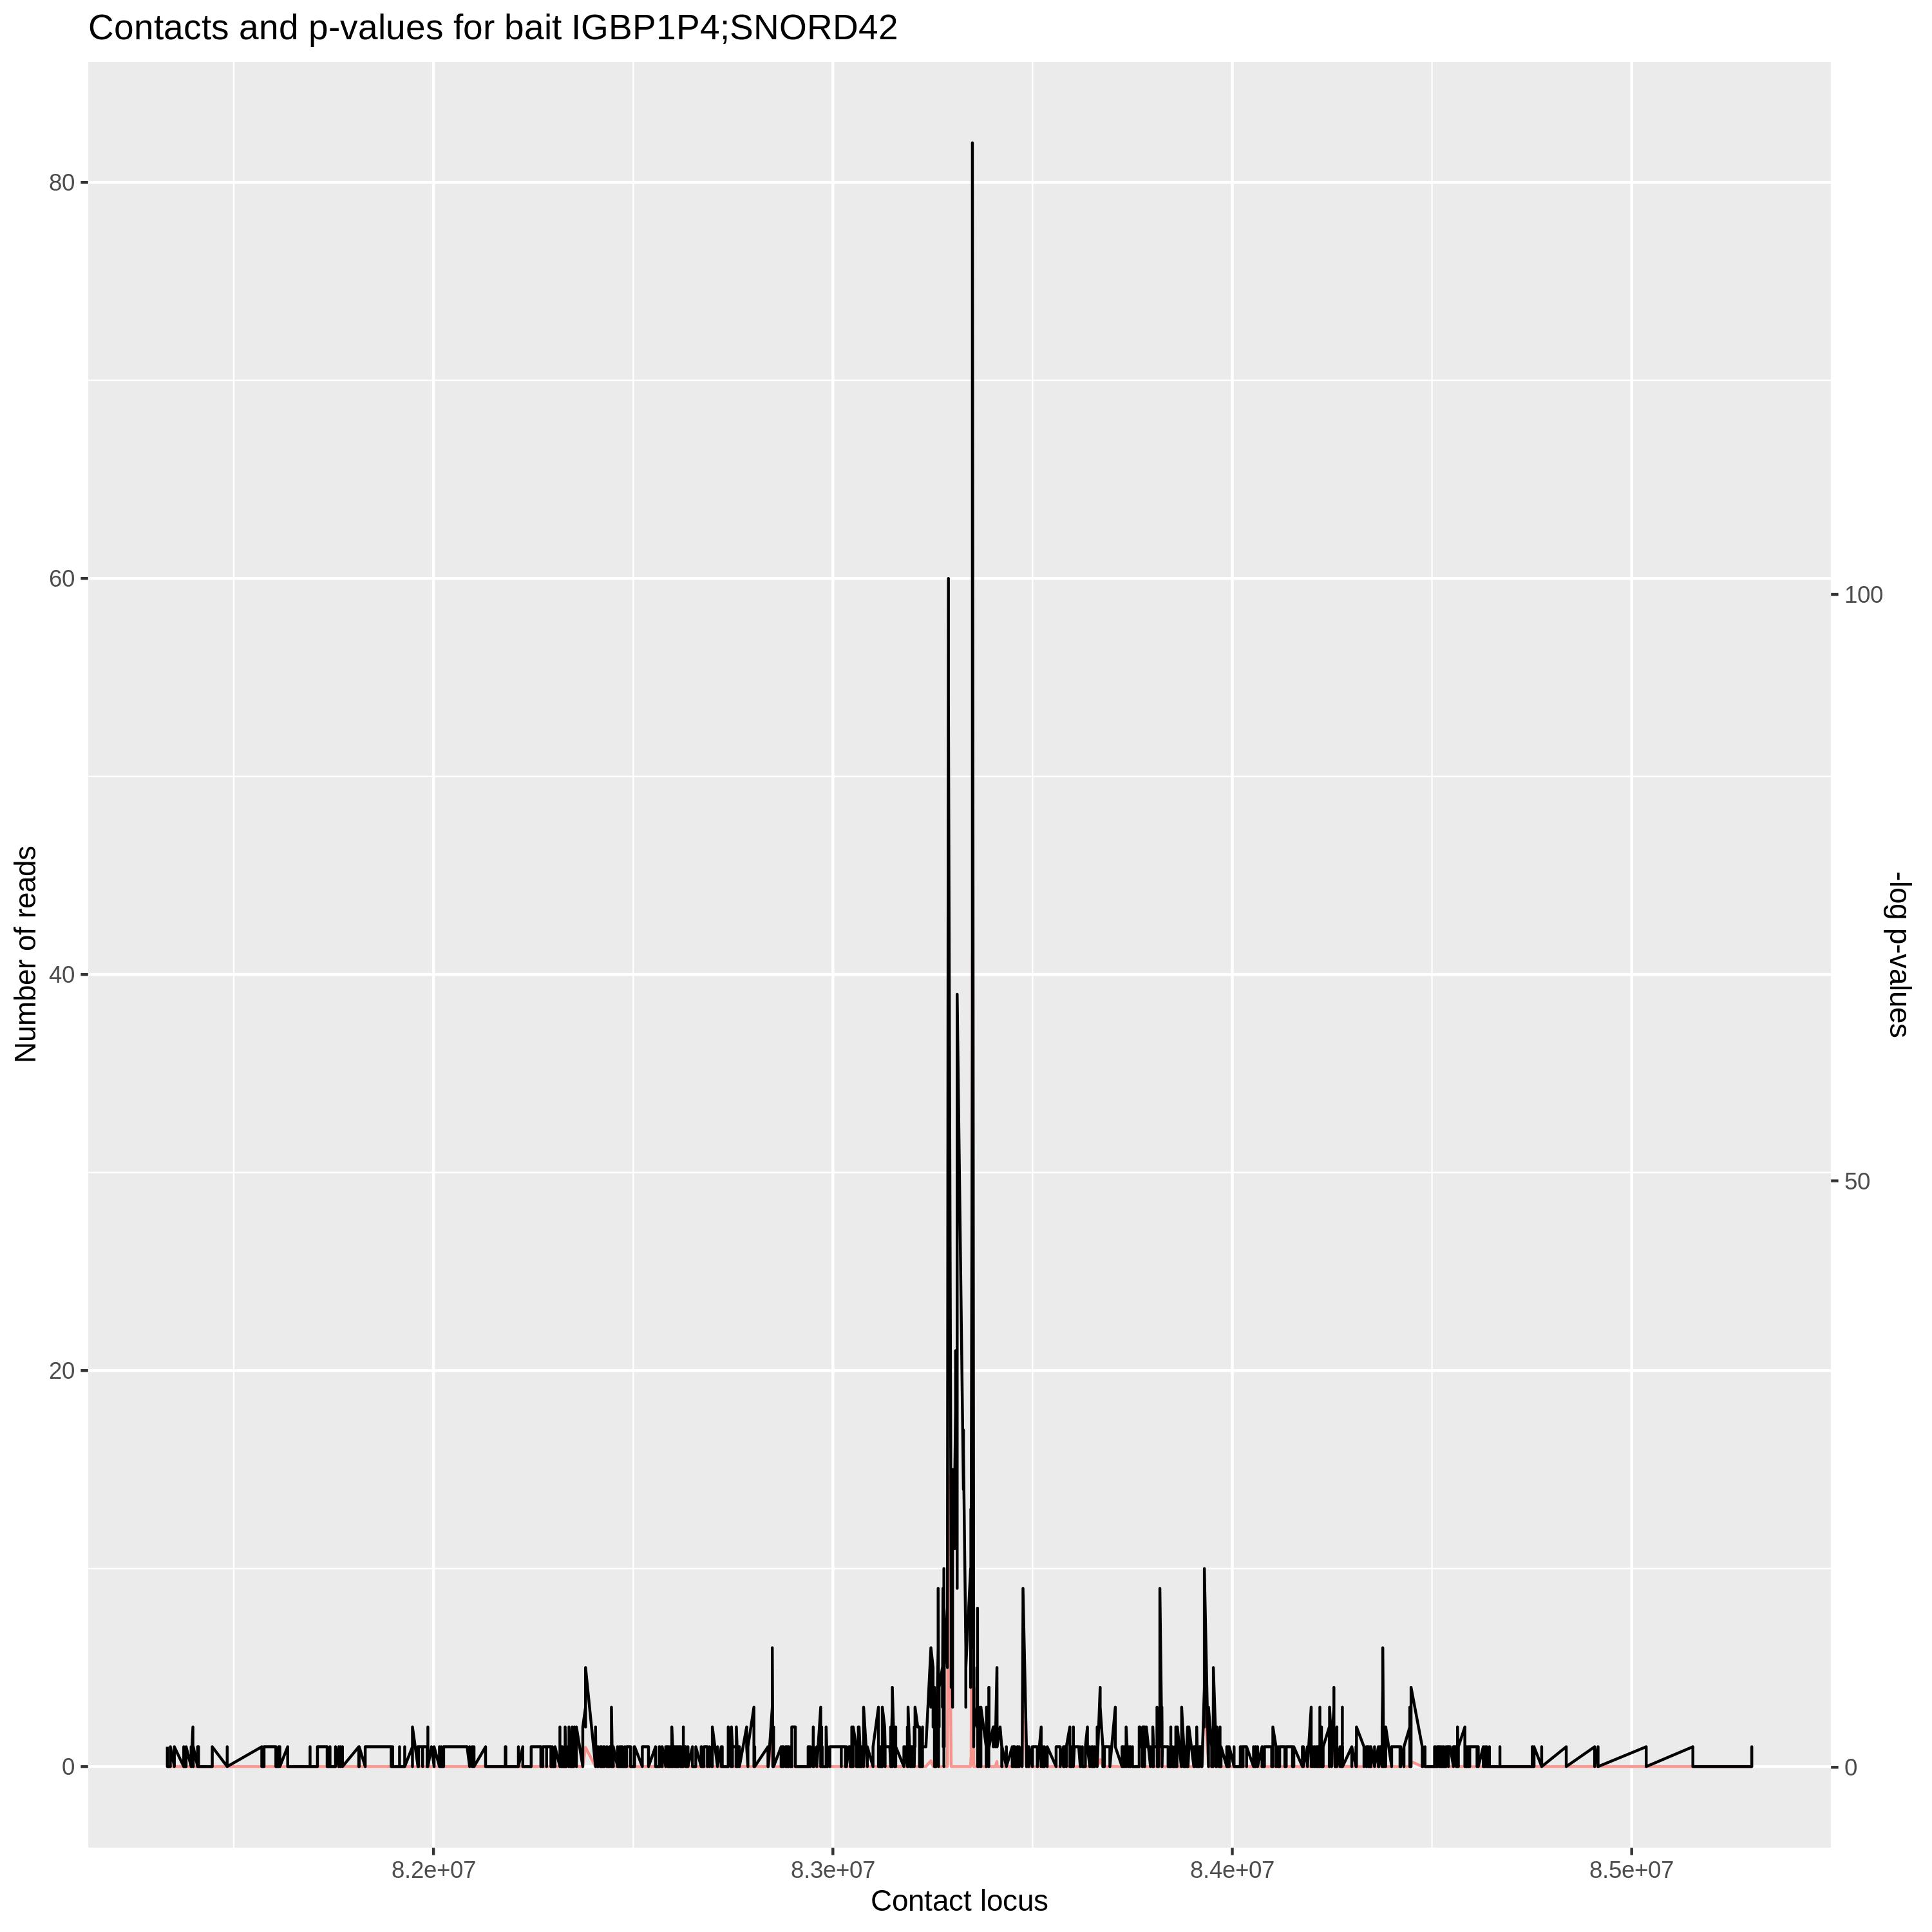 Contacts and p-values for bait IGBP1P4;SNORD42
80
60
40
20
0
Number of reads
100
50
0
-log p-values
8.2e+07
8.3e+07
8.4e+07
8.5e+07
Contact locus